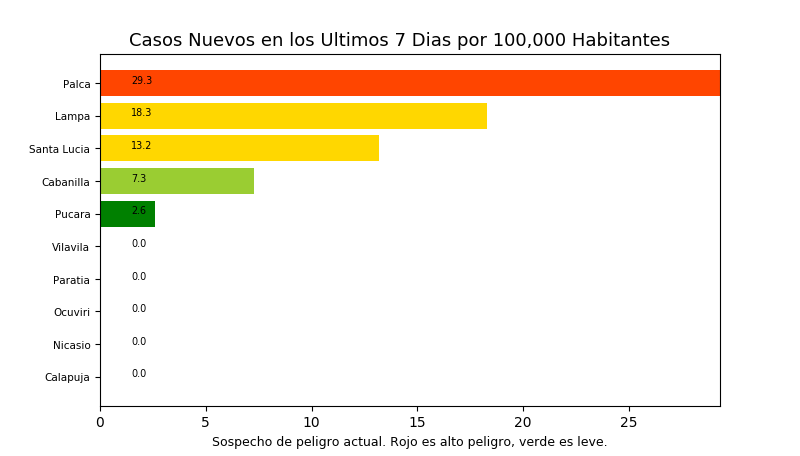 Casos Nuevos en los Ultimos 7 Dias por 100,000 Habitantes
Palca 29.3
Lampa 18.3
Santa Lucia 13.2
Cabanilla 7.3
Pucara 2.6
Vilavila 0.0
Paratia 0.0
Ocuviri 0.0
Nicasio 0.0
Calapuja 0.0
0 5 10 15 20 25
Sospecho de peligro actual. Rojo es alto peligro, verde es leve.